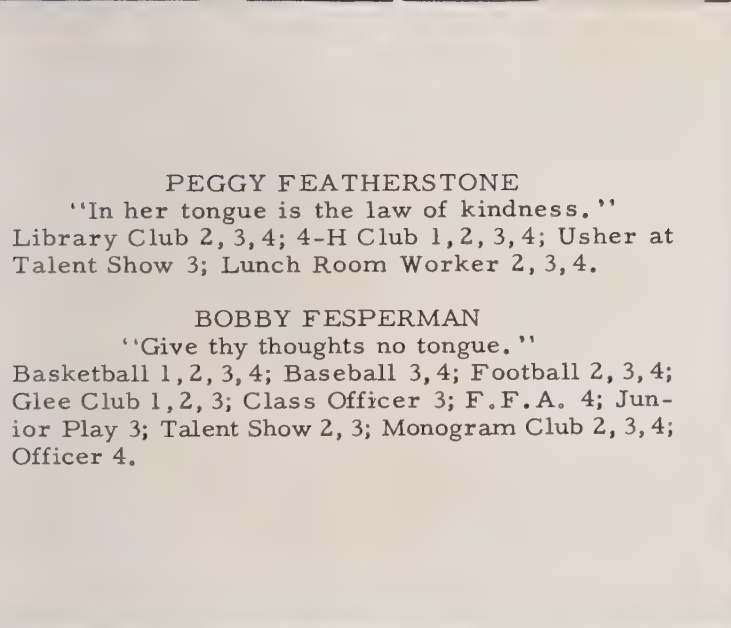 PEGGY FEATHERSTONE
"In her tongue is the law of kindness."
Library Club 2, 3, 4; 4-H Club 1, 2, 3, 4; Usher at
Talent Show 3; Lunch Room Worker 2, 3, 4.
BOBBY FESPERMAN
"Give thy thoughts no tongue."
Basketball 1, 2, 3, 4; Baseball 3, 4; Football 2, 3, 4;
Glee Club 1, 2, 3; Class Officer 3; F.F.A. 4; Jun-
ior Play 3; Talent Show 2, 3; Monogram Club 2, 3, 4;
Officer 4.